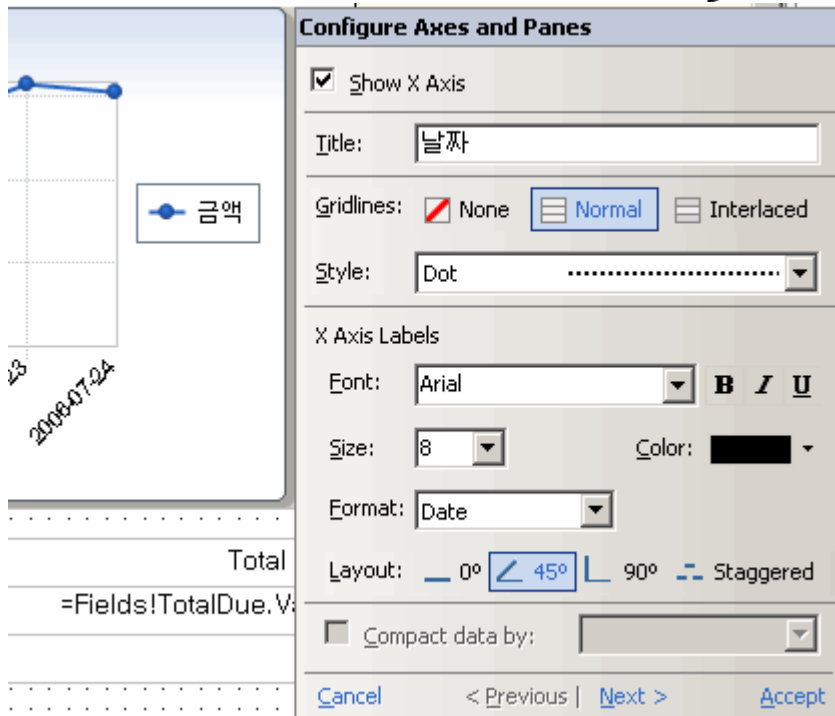 Configure Axes and Panes
Show X Axis
Title: 날짜
금액
Gridlines: None Normal Interlaced
Style: Dot
X Axis Labels
Font: Arial B I U
2006-07-24
Size: 8 Color:
Format: Date
Layout: 0º 45º 90º Staggered
Total
=Fields!TotalDue.Va
Compact data by:
Cancel < Previous | Next > Accept